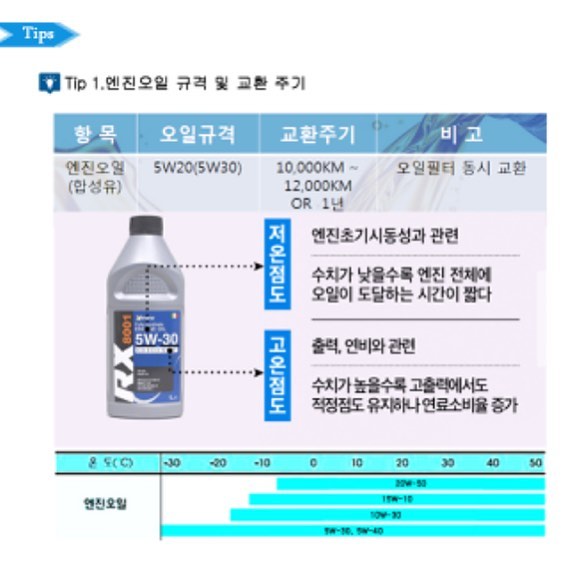 Tips
Tip 1.엔진오일 규격 및 교환 주기
항 목 오일규격 교환주기 비 고
엔진오일 5W20(5W30) 10,000KM ~ 오일필터 동시 교환
(합성유) 12,000KM
OR 1년
저온점도
엔진초기시동성과 관련
수치가 낮을수록 엔진 전체에
오일이 도달하는 시간이 짧다
RX 8001
5W-30
고온점도
출력, 연비와 관련
수치가 높을수록 고출력에서도
적정점도 유지하나 연료소비율 증가
온 도(℃) -30 -20 -10 0 10 20 30 40 50
엔진오일
20W-50
15W-10
10W-30
5W-30, 5W-40